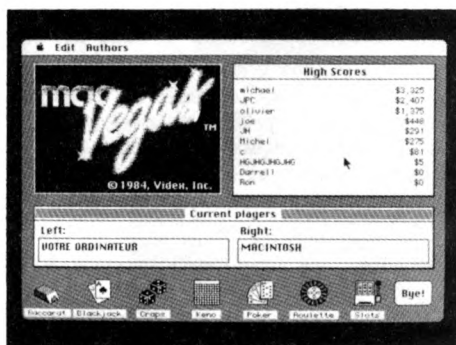 Edit Authors
mac
Vegas
TM
© 1984, Videx, Inc.
High Scores
michael $3,325
JPC $2,407
olivier $1,375
joe $440
JH $291
Michel $275
c $81
HGJHGJHGJHG $5
Darrell $0
Ron $0
Current players
Left:
VOTRE ORDINATEUR
Right:
MACINTOSH
Baccarat Blackjack Craps Keno Poker Roulette Slots
Bye!